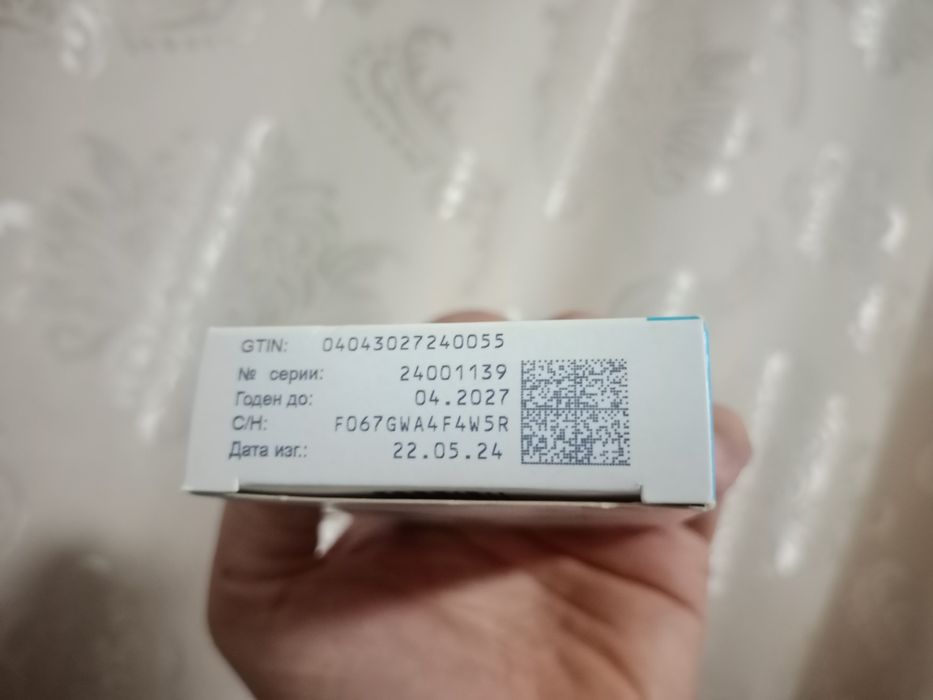 GTIN: 04043027240055
№ серии: 24001139
Годен до: 04.2027
С/Н: F067GWA4F4W5R
Дата изг.: 22.05.24